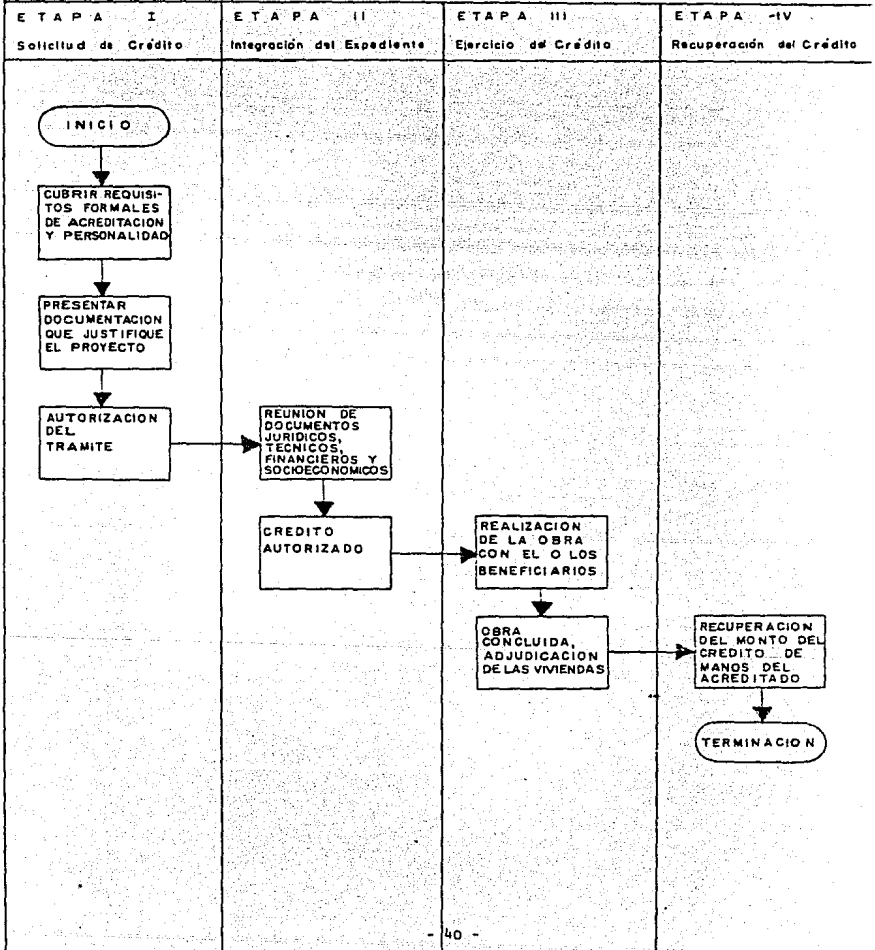 ETAPA I
Solicitud de Crédito
ETAPA II
Integración del Expediente
ETAPA III
Ejercicio del Crédito
ETAPA -IV
Recuperación del Crédito
INICIO
CUBRIR REQUISI-
TOS FORMALES
DE ACREDITACION
Y PERSONALIDAD
PRESENTAR
DOCUMENTACION
QUE JUSTIFIQUE
EL PROYECTO
AUTORIZACION
DEL
TRAMITE
REUNION DE
DOCUMENTOS
JURIDICOS,
TECNICOS,
FINANCIEROS Y
SOCIOECONOMICOS
CREDITO
AUTORIZADO
REALIZACION
DE LA OBRA
CON EL O LOS
BENEFICIARIOS
OBRA
CONCLUIDA,
ADJUDICACION
DE LAS VIVIENDAS
RECUPERACION
DEL MONTO DEL
CREDITO DE
MANOS DEL
ACREDITADO
TERMINACION
- 40 -